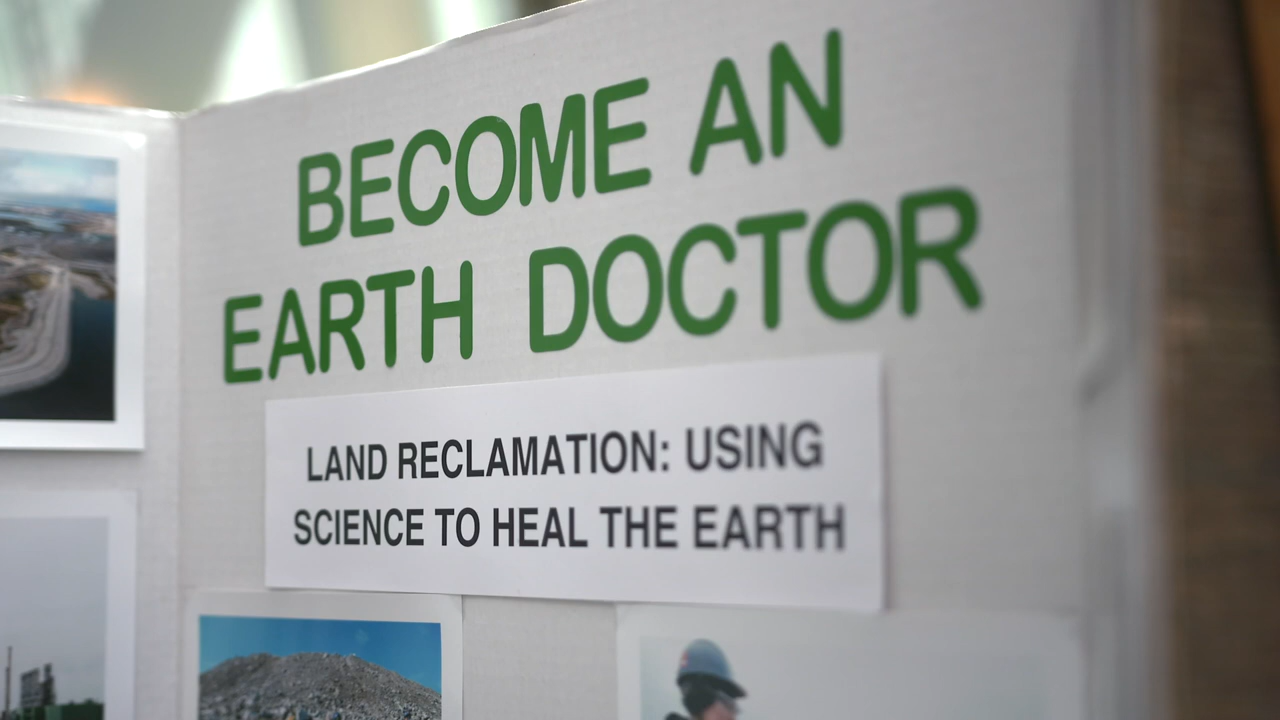 BECOME AN
EARTH DOCTOR
LAND RECLAMATION: USING
SCIENCE TO HEAL THE EARTH